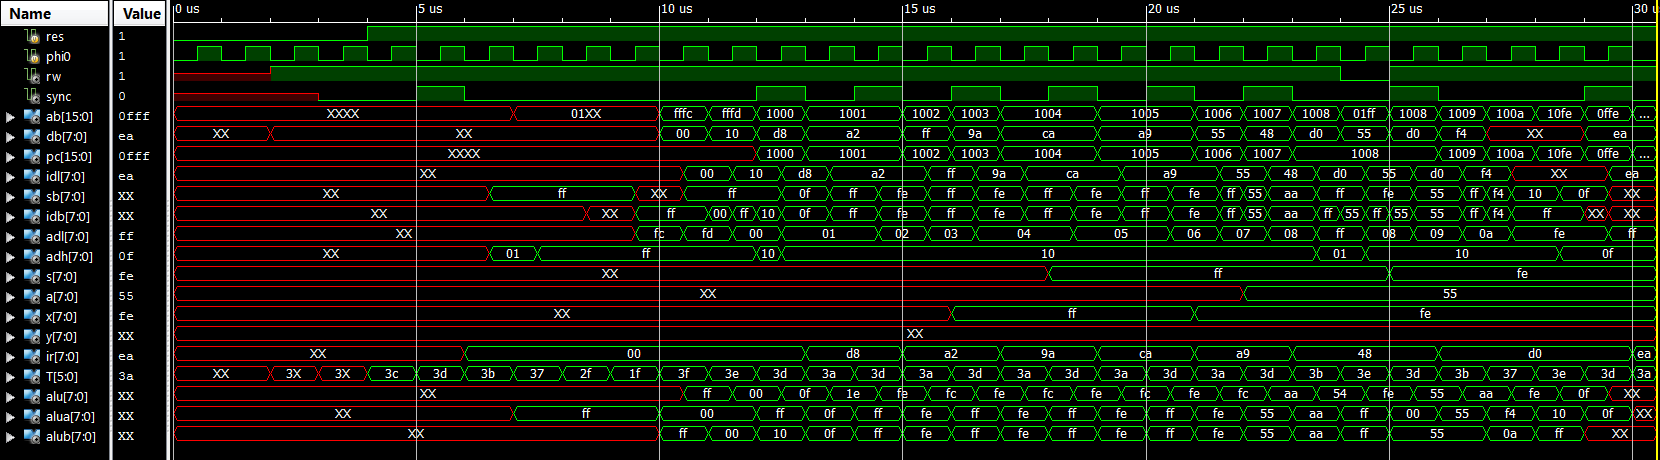 Name Value 0 us 5 us 10 us 15 us 20 us 25 us 30 u
res 1
phi0 1
rw 1
sync 0
ab[15:0] 0fff XXXX 01XX fffc fffd 1000 1001 1002 1003 1004 1005 1006 1007 1008 01ff 1008 1009 100a 10fe 0ffe ...
db[7:0] ea XX XX 00 10 d8 a2 ff 9a ca a9 55 48 d0 55 d0 f4 XX ea
pc[15:0] 0fff XXXX 1000 1001 1002 1003 1004 1005 1006 1007 1008 1009 100a 10fe 0ffe ...
idl[7:0] ea XX 00 10 d8 a2 ff 9a ca a9 55 48 d0 55 d0 f4 XX ea
sb[7:0] XX XX ff XX ff 0f ff fe ff fe ff fe ff fe ff 55 aa ff fe 55 ff f4 10 0f XX
idb[7:0] XX XX XX ff 00 ff 10 ff fe ff fe ff fe ff fe ff 55 aa ff 55 ff 55 55 ff f4 ff XX XX
adl[7:0] ff XX fc fd 00 01 02 03 04 05 06 07 08 ff 08 09 0a fe ff
adh[7:0] 0f XX 01 ff 10 10 01 10 0f
s[7:0] fe XX ff fe
a[7:0] 55 XX 55
x[7:0] fe XX ff fe
y[7:0] XX XX
ir[7:0] ea XX 00 d8 a2 9a ca a9 48 d0 ea
T[5:0] 3a XX 3X 3X 3c 3d 3b 37 2f 1f 3f 3e 3d 3a 3d 3a 3d 3a 3d 3a 3d 3a 3d 3b 3e 3d 3b 37 3e 3d 3a
alu[7:0] XX XX ff 00 0f 1e fe fc fe fc fe fc fe fc aa 54 fe 55 aa fe 0f XX
alua[7:0] XX XX ff 00 ff 0f ff fe ff fe ff fe ff fe 55 aa ff 00 55 f4 10 0f XX
alub[7:0] XX XX ff 00 10 0f ff fe ff fe ff fe ff fe 55 aa ff 55 0a ff XX